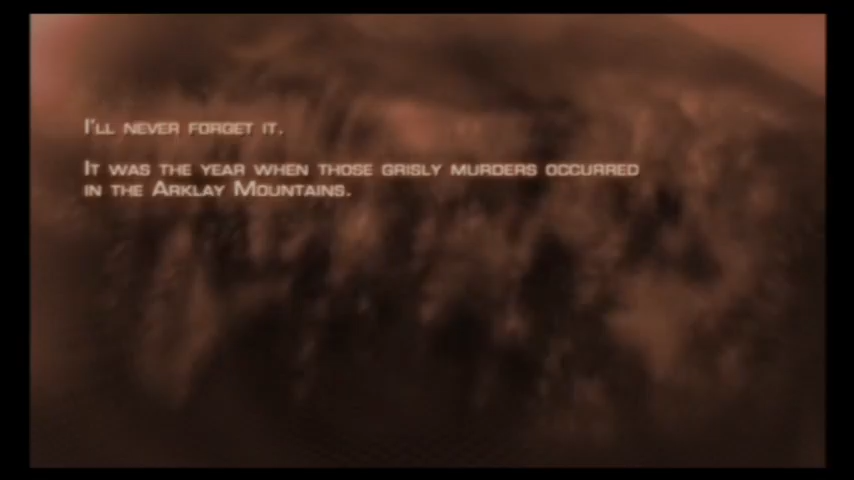 I'll never forget it.
It was the year when those grisly murders occurred
in the Arklay Mountains.